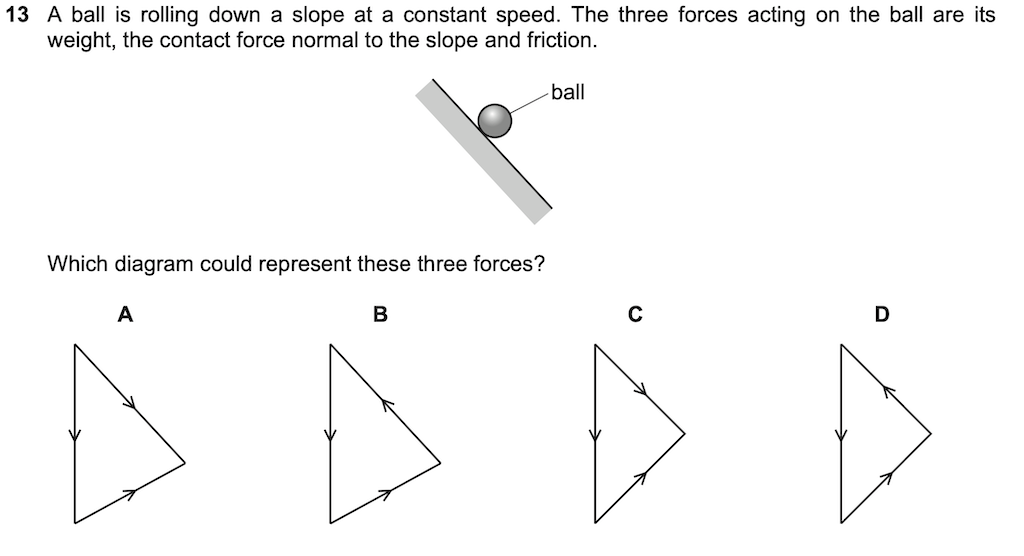 13 A ball is rolling down a slope at a constant speed. The three forces acting on the ball are its
weight, the contact force normal to the slope and friction.
ball
Which diagram could represent these three forces?
A B C D